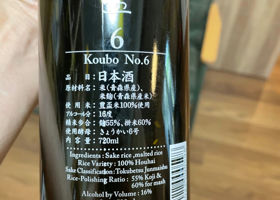 6
Koubo No.6
品目：日本酒
原材料名：米(青森県産)、
米麹(青森県産)
使用米：豊盃米100%使用
アルコール分：16度
精米歩合：麹55%、掛米60%
使用酵母：きょうかい6号
内容量：720ml
Ingredients : Sake rice ,malted rice
Rice Variety : 100% Houhai
Sake Classification: Tokubetsu Junmaishu
Rice-Polishing Ratio : 55% Koji &
60% for mash
Alcohol by Volume : 16%